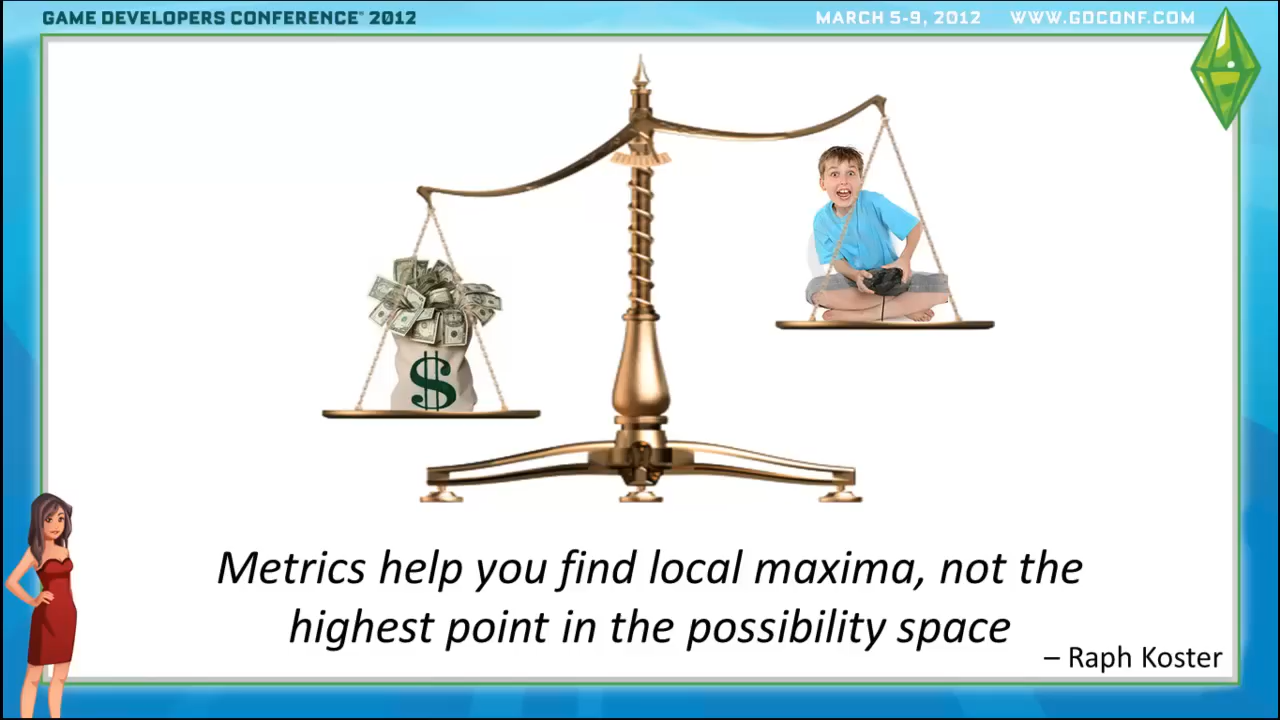 GAME DEVELOPERS CONFERENCE® 2012
MARCH 5-9, 2012 WWW.GDCONF.COM
$
Metrics help you find local maxima, not the
highest point in the possibility space
– Raph Koster